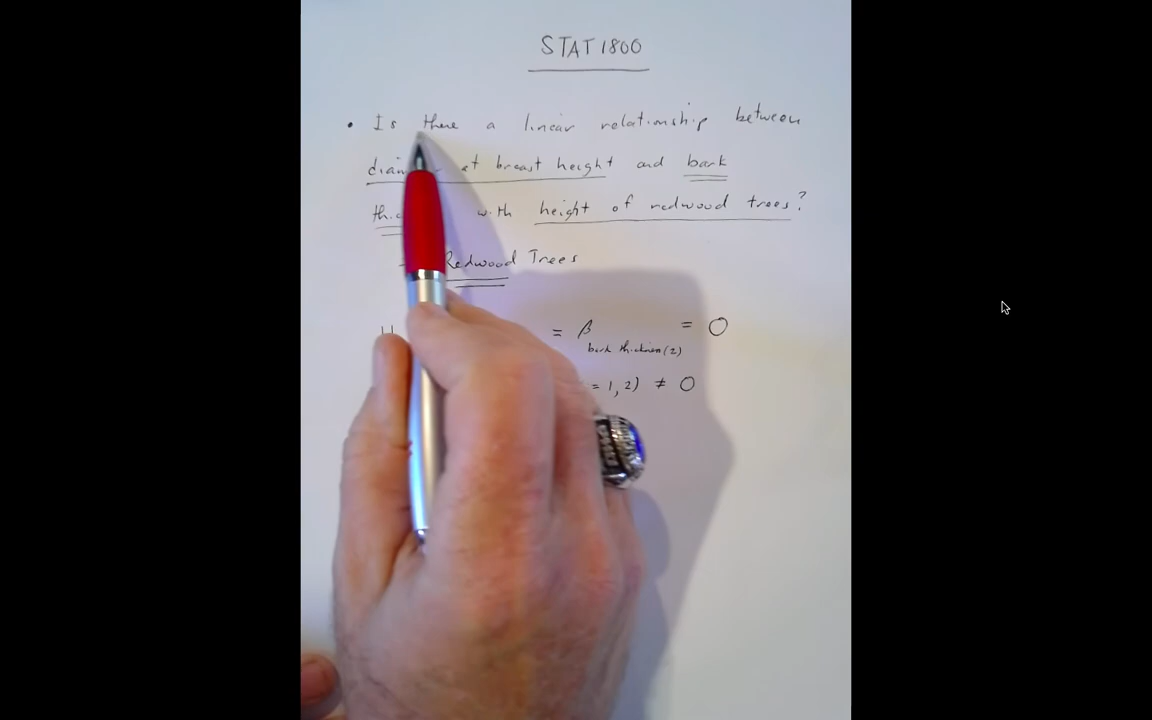 STAT 1800
• Is there a linear relationship between
at breast height and bark
with height of redwood trees?
Redwood Trees
= β = 0
bark thickness (2)
= 1, 2) ≠ 0